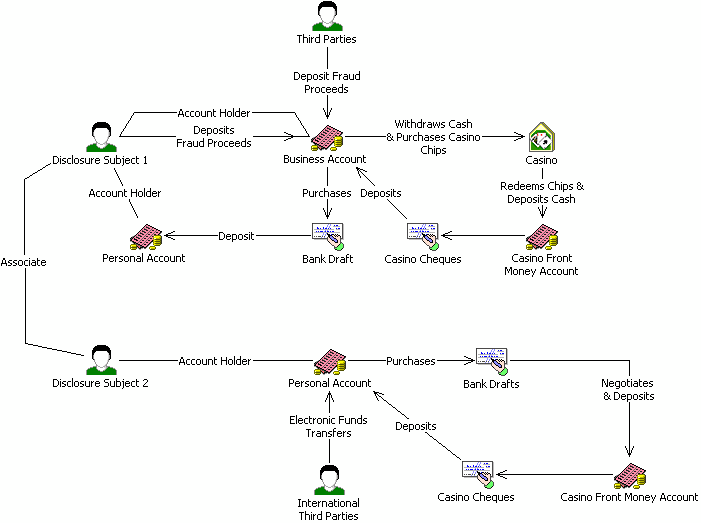 Third Parties
Deposit Fraud
Proceeds
Account Holder
Deposits
Fraud Proceeds
Withdraws Cash
& Purchases Casino
Chips
Disclosure Subject 1
Business Account
Casino
Account Holder
Purchases
Deposits
Redeems Chips &
Deposits Cash
Deposit
Personal Account
Bank Draft
Casino Cheques
Casino Front
Money Account
Associate
Disclosure Subject 2
Account Holder
Personal Account
Purchases
Bank Drafts
Negotiates
& Deposits
Electronic Funds
Transfers
Deposits
International
Third Parties
Casino Cheques
Casino Front Money Account